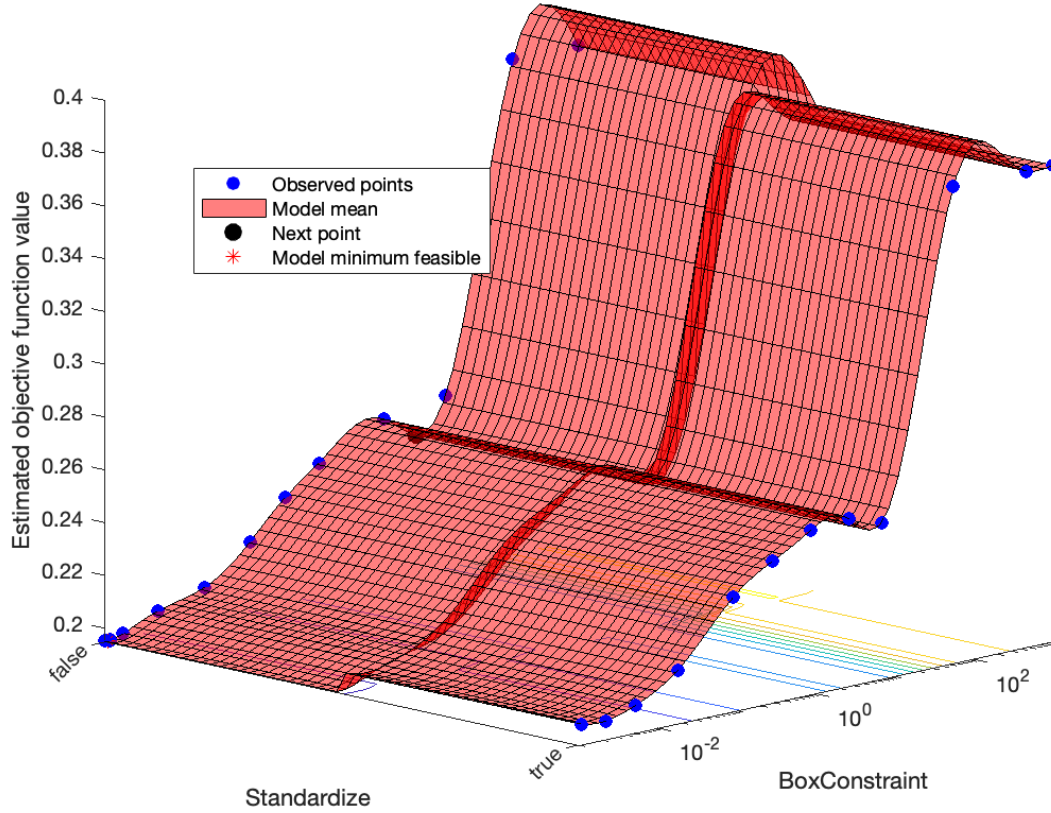 0.4
0.38
0.36
0.34
0.32
0.3
0.28
0.26
0.24
0.22
0.2
Estimated objective function value
Observed points
Model mean
Next point
Model minimum feasible
false
true
Standardize
10^-2
10^0
10^2
BoxConstraint